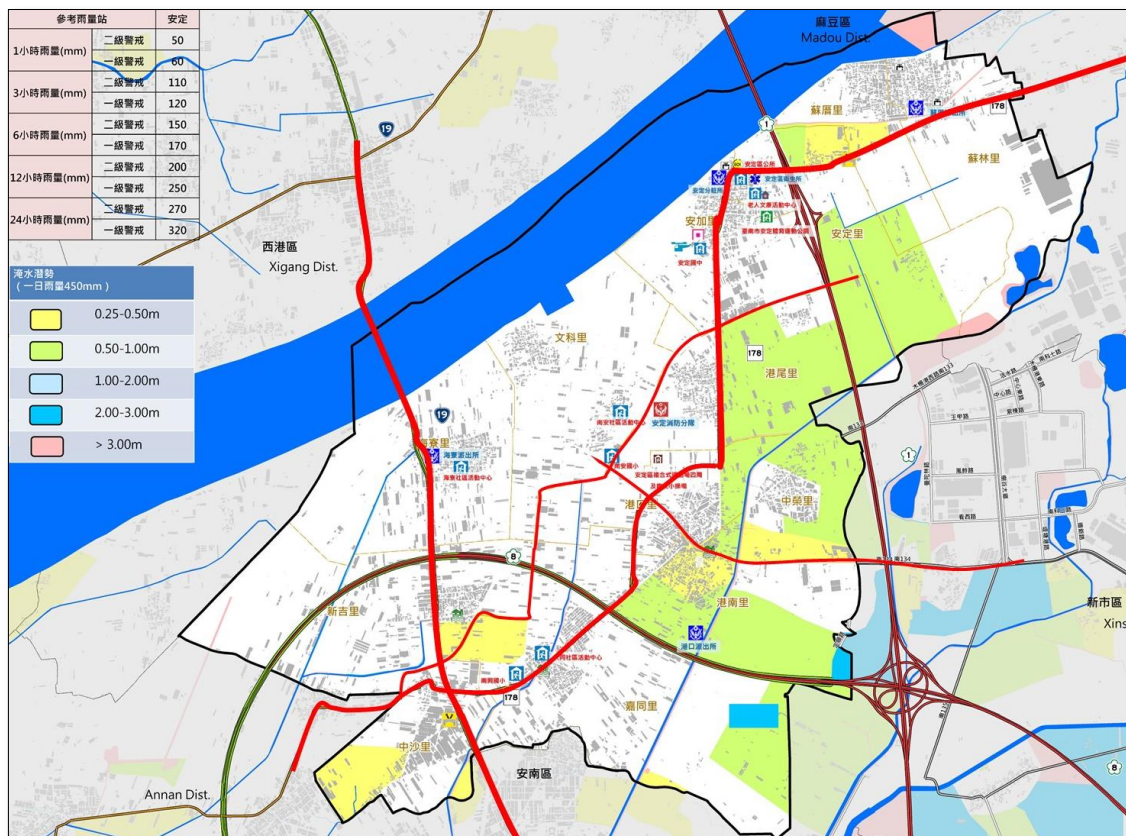 參考雨量站 安定
1小時雨量(mm) 二級警戒 50
一級警戒 60
3小時雨量(mm) 二級警戒 110
一級警戒 120
6小時雨量(mm) 二級警戒 150
一級警戒 170
12小時雨量(mm) 二級警戒 200
一級警戒 250
24小時雨量(mm) 二級警戒 270
一級警戒 320
淹水潛勢
(一日雨量450mm)
0.25-0.50m
0.50-1.00m
1.00-2.00m
2.00-3.00m
> 3.00m
麻豆區
Madou Dist.
蘇厝里
178
蘇林里
1
19
安定區公所
安定分駐所
安定區衛生所
老人文康活動中心
臺南市安定體育運動公園
安加里
安定里
安定國中
西港區
Xigang Dist.
文科里
178
港尾里
19
海寮里
海寮派出所
海寮社區活動中心
南安社區活動中心
安定消防分隊
南安國小
中榮里
1
8
新吉里
港南里
港口派出所
新市區
Xins
南興國小
178
嘉同里
中沙里
安南區
Annan Dist.
8